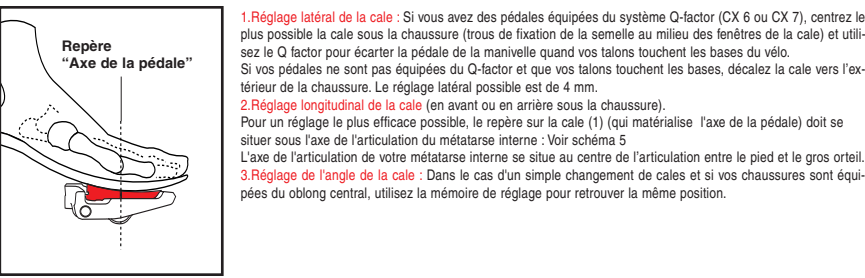 Repère
“Axe de la pédale”
1.Réglage latéral de la cale : Si vous avez des pédales équipées du système Q-factor (CX 6 ou CX 7), centrez le
plus possible la cale sous la chaussure (trous de fixation de la semelle au milieu des fenêtres de la cale) et utili-
sez le Q factor pour écarter la pédale de la manivelle quand vos talons touchent les bases du vélo.
Si vos pédales ne sont pas équipées du Q-factor et que vos talons touchent les bases, décalez la cale vers l'ex-
térieur de la chaussure. Le réglage latéral possible est de 4 mm.
2.Réglage longitudinal de la cale (en avant ou en arrière sous la chaussure).
Pour un réglage le plus efficace possible, le repère sur la cale (1) (qui matérialise l'axe de la pédale) doit se
situer sous l'axe de l'articulation du métatarse interne : Voir schéma 5
L'axe de l'articulation de votre métatarse interne se situe au centre de l'articulation entre le pied et le gros orteil.
3.Réglage de l'angle de la cale : Dans le cas d'un simple changement de cales et si vos chaussures sont équi-
pées du oblong central, utilisez la mémoire de réglage pour retrouver la même position.